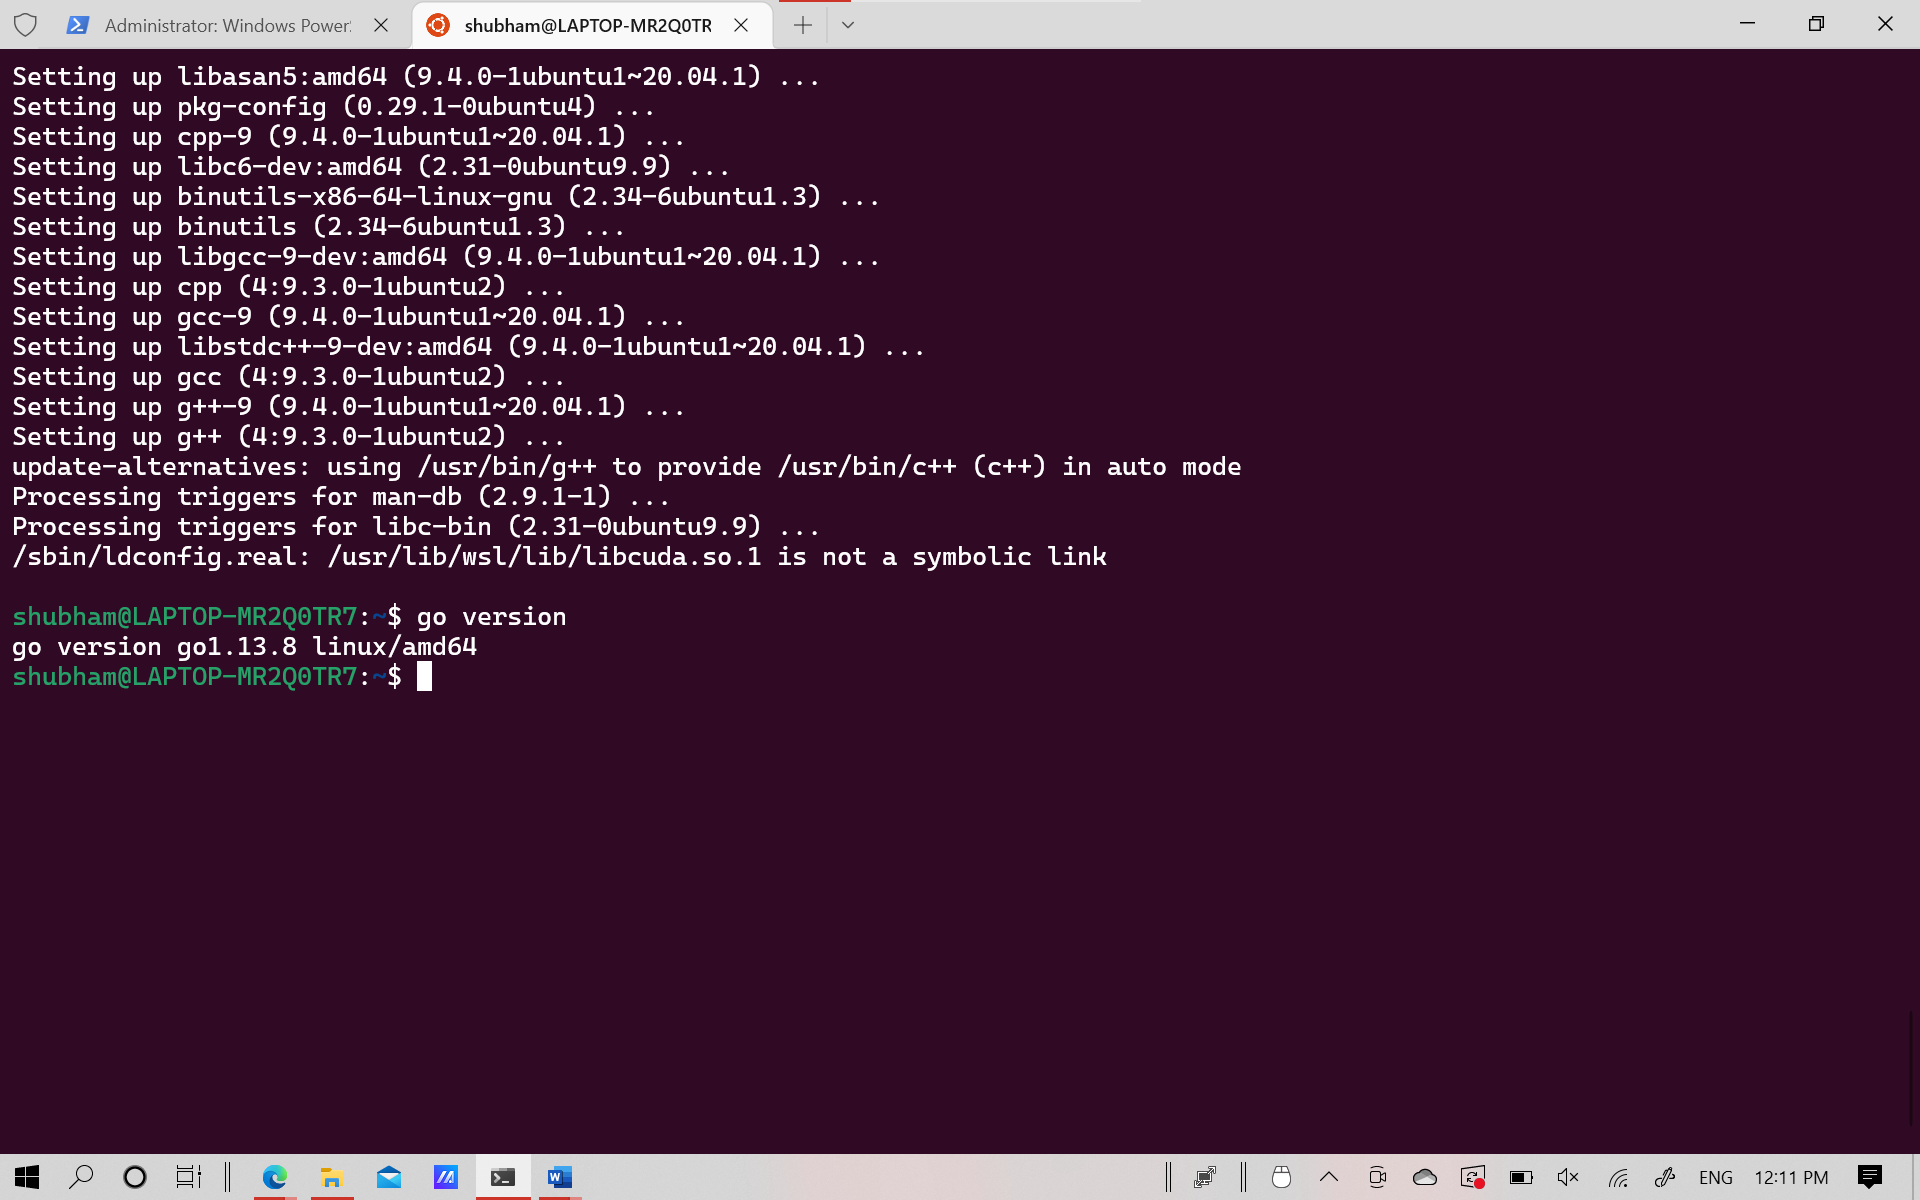 Administrator: Windows Power
shubham@LAPTOP-MR2Q0TR
Setting up libasan5:amd64 (9.4.0-1ubuntu1~20.04.1) ...
Setting up pkg-config (0.29.1-0ubuntu4) ...
Setting up cpp-9 (9.4.0-1ubuntu1~20.04.1) ...
Setting up libc6-dev:amd64 (2.31-0ubuntu9.9) ...
Setting up binutils-x86-64-linux-gnu (2.34-6ubuntu1.3) ...
Setting up binutils (2.34-6ubuntu1.3) ...
Setting up libgcc-9-dev:amd64 (9.4.0-1ubuntu1~20.04.1) ...
Setting up cpp (4:9.3.0-1ubuntu2) ...
Setting up gcc-9 (9.4.0-1ubuntu1~20.04.1) ...
Setting up libstdc++-9-dev:amd64 (9.4.0-1ubuntu1~20.04.1) ...
Setting up gcc (4:9.3.0-1ubuntu2) ...
Setting up g++-9 (9.4.0-1ubuntu1~20.04.1) ...
Setting up g++ (4:9.3.0-1ubuntu2) ...
update-alternatives: using /usr/bin/g++ to provide /usr/bin/c++ (c++) in auto mode
Processing triggers for man-db (2.9.1-1) ...
Processing triggers for libc-bin (2.31-0ubuntu9.9) ...
/sbin/ldconfig.real: /usr/lib/wsl/lib/libcuda.so.1 is not a symbolic link
shubham@LAPTOP-MR2Q0TR7:~$ go version
go version go1.13.8 linux/amd64
shubham@LAPTOP-MR2Q0TR7:~$
ENG
12:11 PM